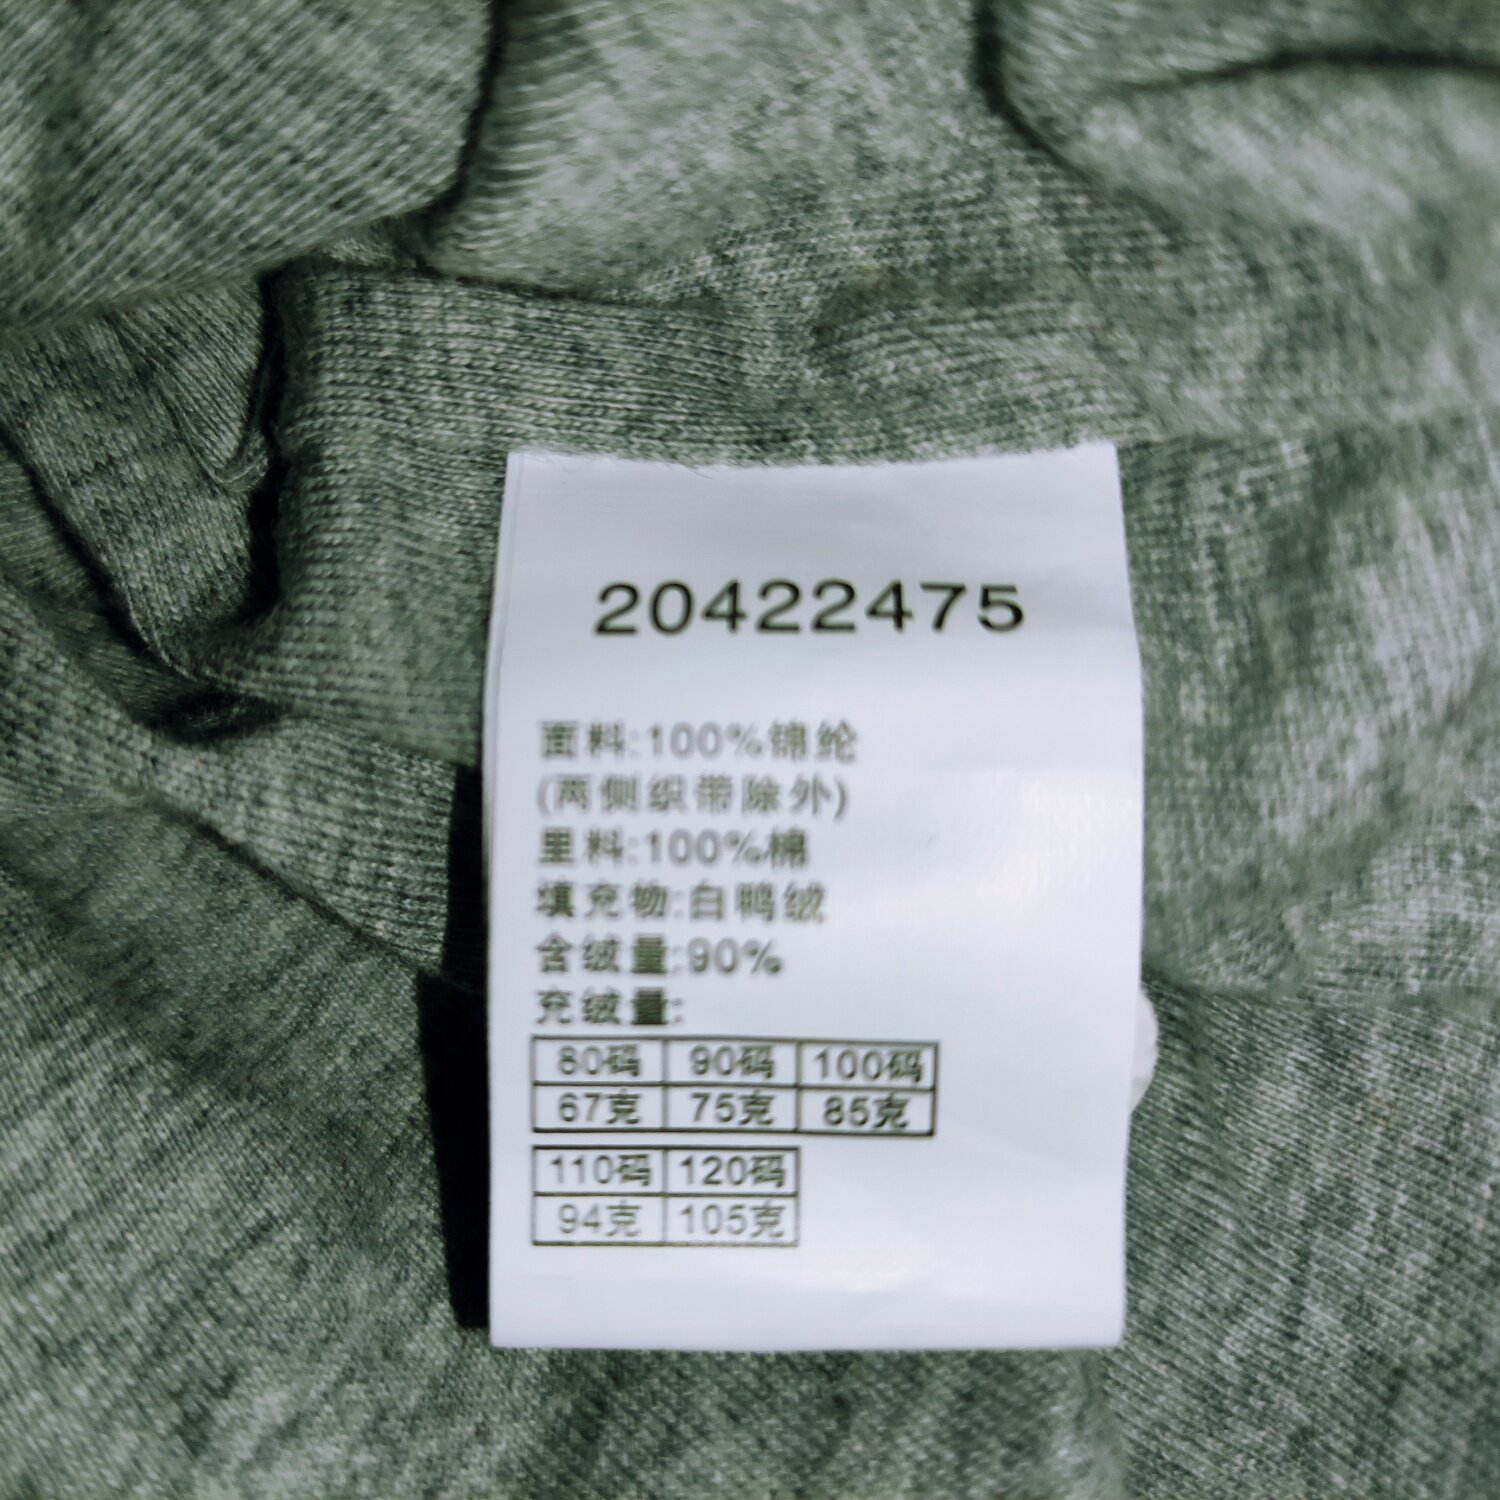 20422475
面料:100%锦纶
(两侧织带除外)
里料:100%棉
填充物:白鸭绒
含绒量:90%
充绒量:
80码 90码 100码
67克 75克 85克
110码 120码
94克 105克